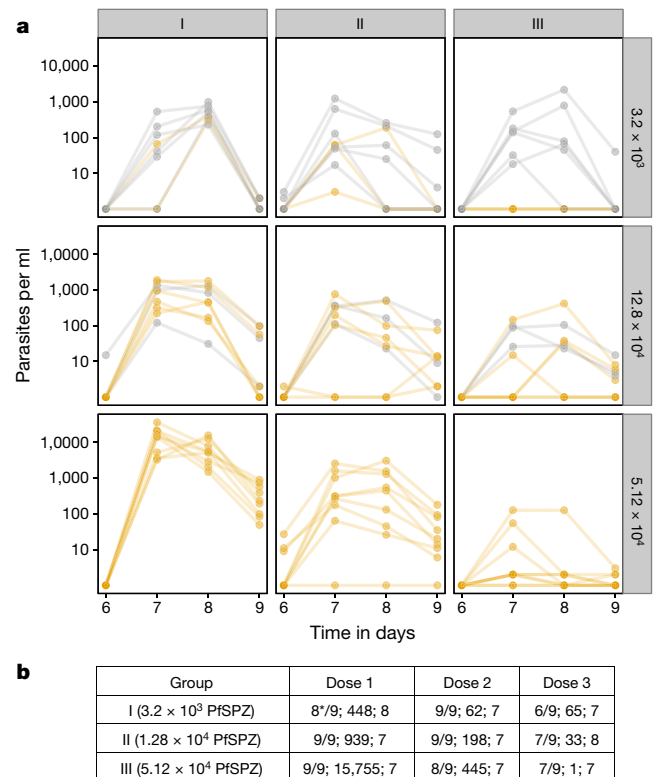 a
I II III
10,000
1,000
100
10
3.2 × 10³
1,0000
1,000
100
10
12.8 × 10⁴
1,0000
1,000
100
10
5.12 × 10⁴
Parasites per ml
6 7 8 9 6 7 8 9 6 7 8 9
Time in days
b
Group Dose 1 Dose 2 Dose 3
I (3.2 × 10³ PfSPZ) 8*/9; 448; 8 9/9; 62; 7 6/9; 65; 7
II (1.28 × 10⁴ PfSPZ) 9/9; 939; 7 9/9; 198; 7 7/9; 33; 8
III (5.12 × 10⁴ PfSPZ) 9/9; 15,755; 7 8/9; 445; 7 7/9; 1; 7